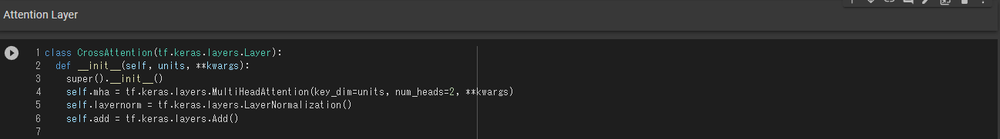 Attention Layer
1 class CrossAttention(tf.keras.layers.Layer):
2   def __init__(self, units, **kwargs):
3     super().__init__()
4     self.mha = tf.keras.layers.MultiHeadAttention(key_dim=units, num_heads=2, **kwargs)
5     self.layernorm = tf.keras.layers.LayerNormalization()
6     self.add = tf.keras.layers.Add()
7